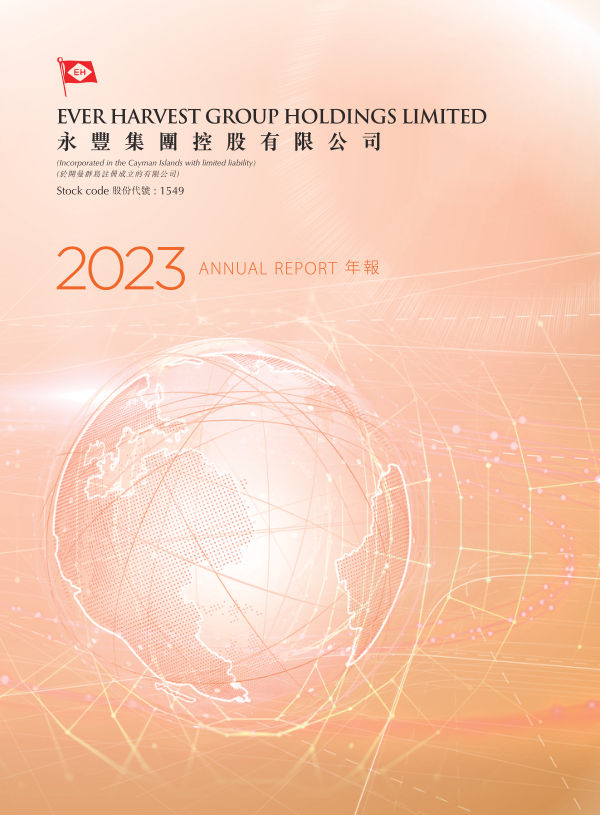 EH
EVER HARVEST GROUP HOLDINGS LIMITED
永豐集團控股有限公司
(Incorporated in the Cayman Islands with limited liability)
(於開曼群島註冊成立的有限公司)
Stock code 股份代號 : 1549
2023 ANNUAL REPORT 年報